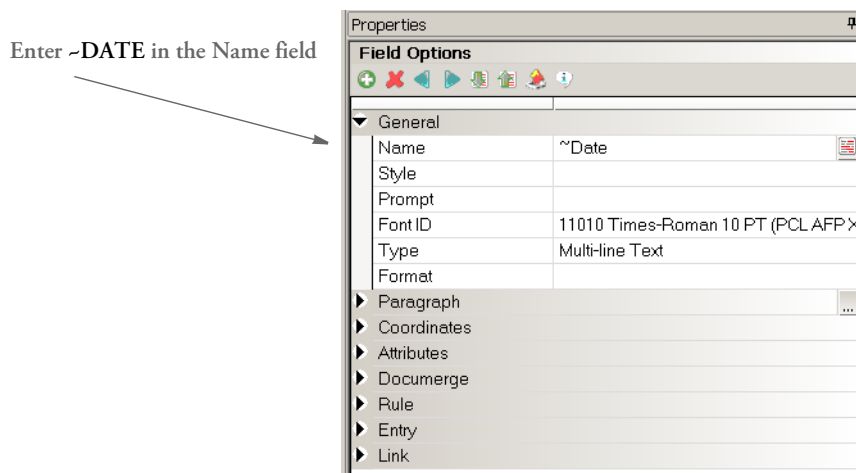 Properties
Enter ~DATE in the Name field
Field Options
General
Name ~Date
Style
Prompt
Font ID 11010 Times-Roman 10 PT (PCL AFP X
Type Multi-line Text
Format
Paragraph ...
Coordinates
Attributes
Documerge
Rule
Entry
Link